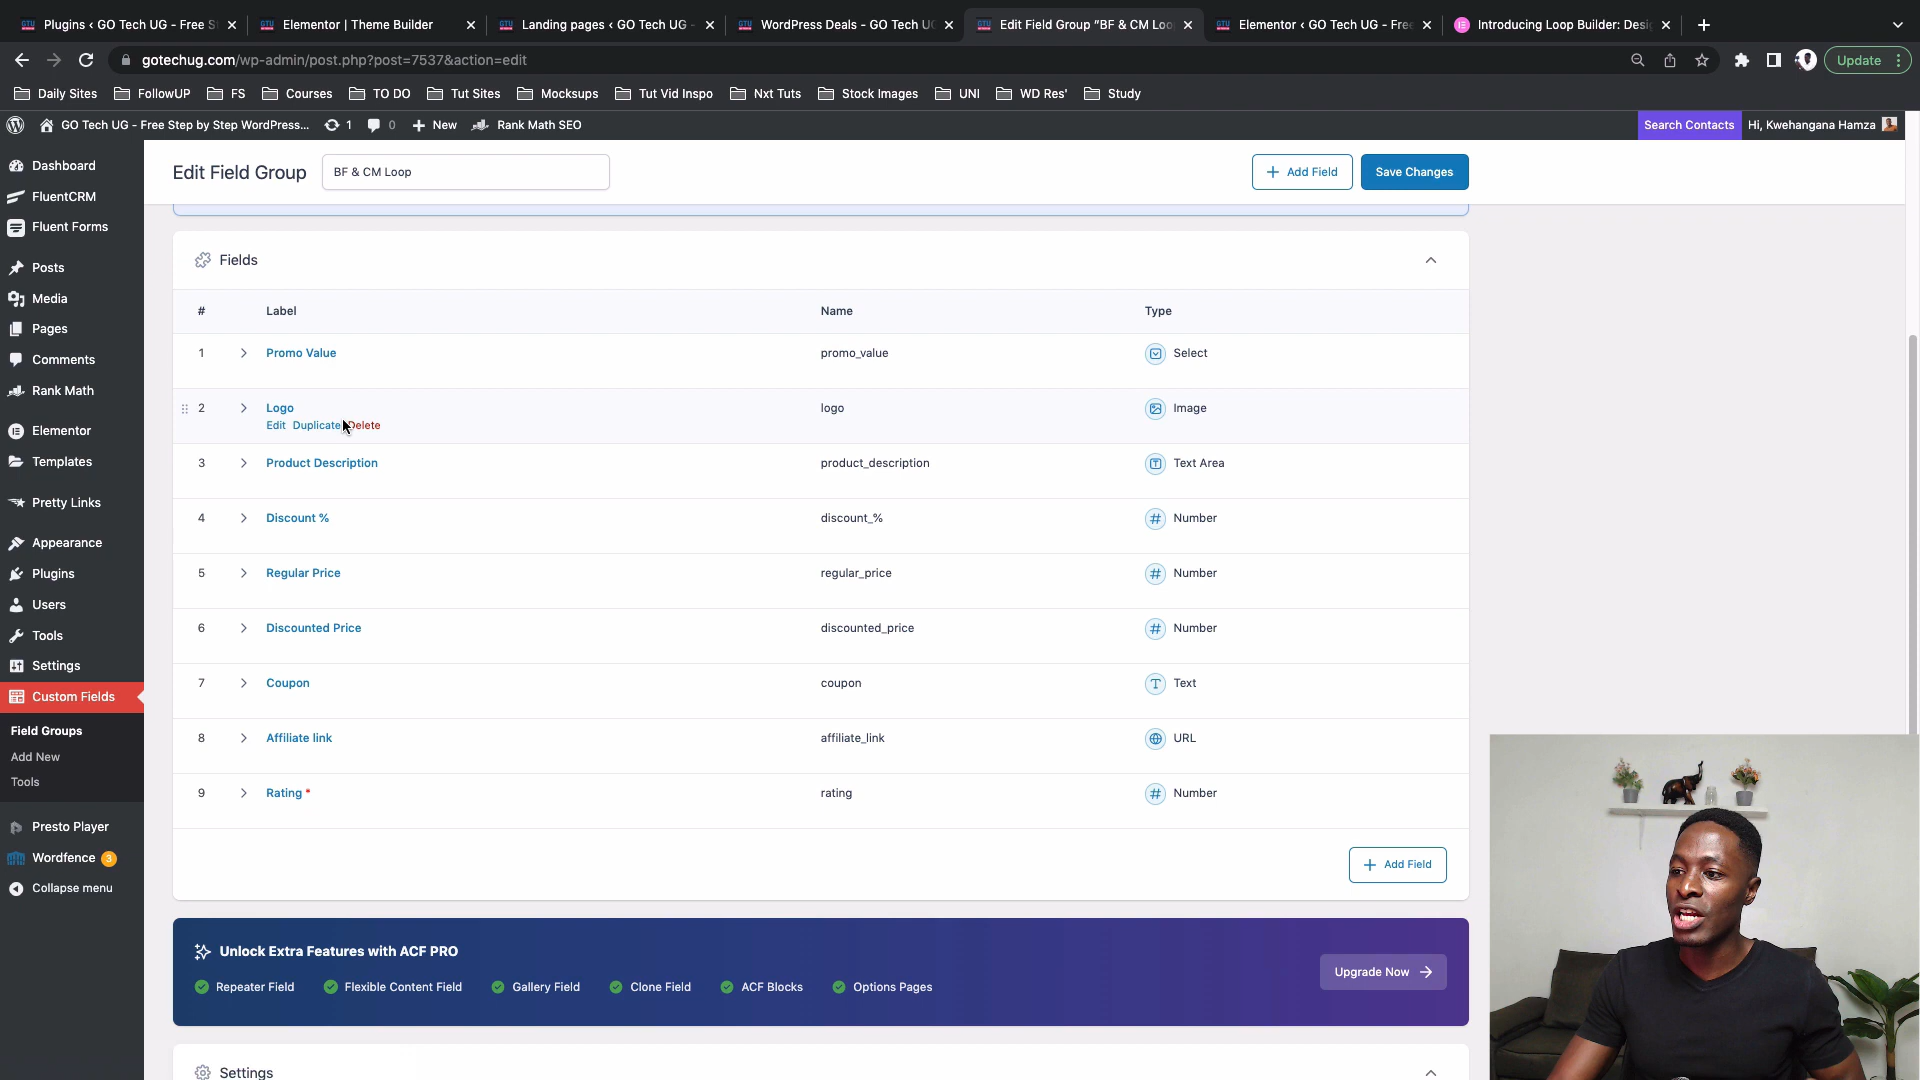 Plugins < GO Tech UG - Free S
Elementor | Theme Builder
Landing pages < GO Tech UG -
WordPress Deals - GO Tech U
Edit Field Group "BF & CM Loo
Elementor < GO Tech UG - Free
Introducing Loop Builder: Desi
gotechug.com/wp-admin/post.php?post=7537&action=edit
Update
Daily Sites
FollowUP
FS
Courses
TO DO
Tut Sites
Mocksups
Tut Vid Inspo
Nxt Tuts
Stock Images
UNI
WD Res'
Study
GO Tech UG - Free Step by Step WordPress...
1
0
New
Rank Math SEO
Search Contacts
Hi, Kwehangana Hamza
Dashboard
FluentCRM
Fluent Forms
Posts
Media
Pages
Comments
Rank Math
Elementor
Templates
Pretty Links
Appearance
Plugins
Users
Tools
Settings
Custom Fields
Field Groups
Add New
Tools
Presto Player
Wordfence 3
Collapse menu
Edit Field Group
BF & CM Loop
Add Field
Save Changes
Fields
# Label Name Type
1 Promo Value promo_value Select
2 Logo logo Image
Edit Duplicate Delete
3 Product Description product_description Text Area
4 Discount % discount_% Number
5 Regular Price regular_price Number
6 Discounted Price discounted_price Number
7 Coupon coupon Text
8 Affiliate link affiliate_link URL
9 Rating * rating Number
Add Field
Unlock Extra Features with ACF PRO
Repeater Field
Flexible Content Field
Gallery Field
Clone Field
ACF Blocks
Options Pages
Upgrade Now
Settings